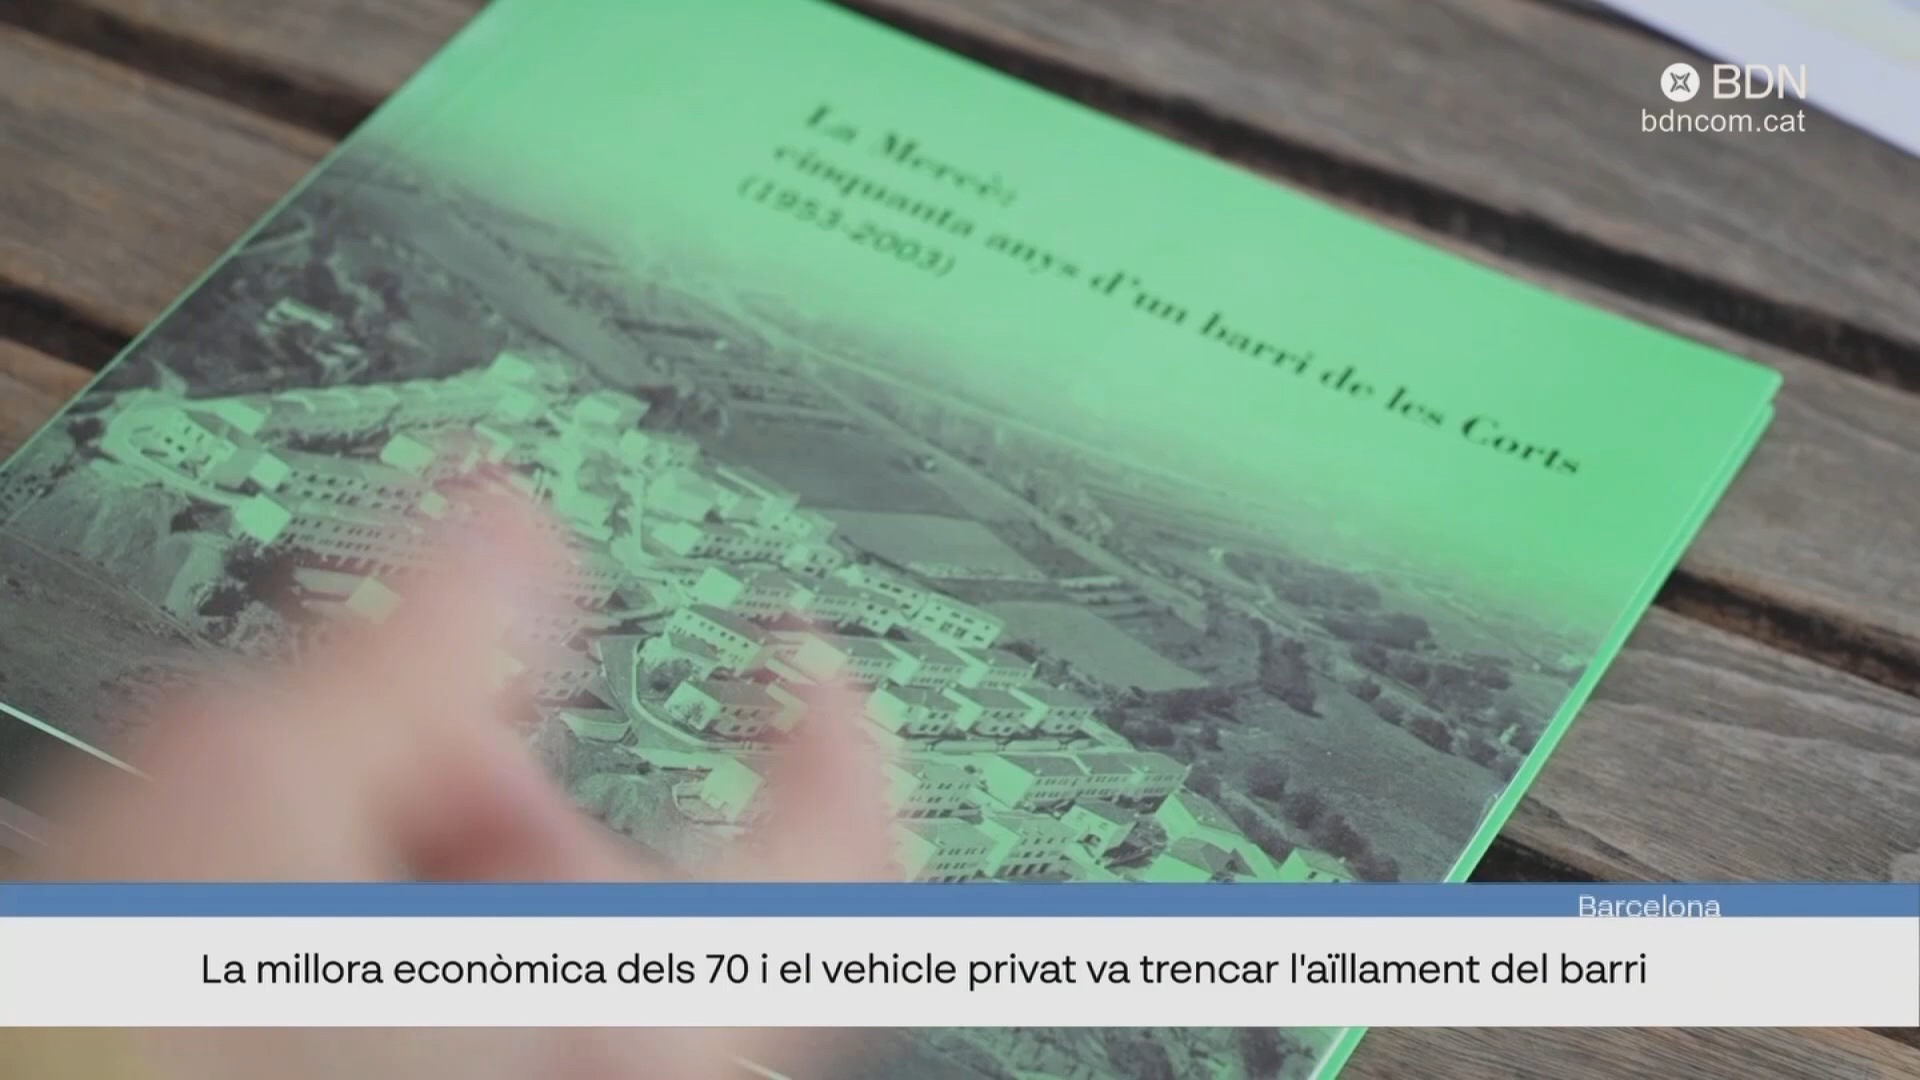 BDN
bdncom.cat
La Mercè:
cinquanta anys d'un barri de les Corts
(1953-2003)
Barcelona
La millora econòmica dels 70 i el vehicle privat va trencar l'aïllament del barri